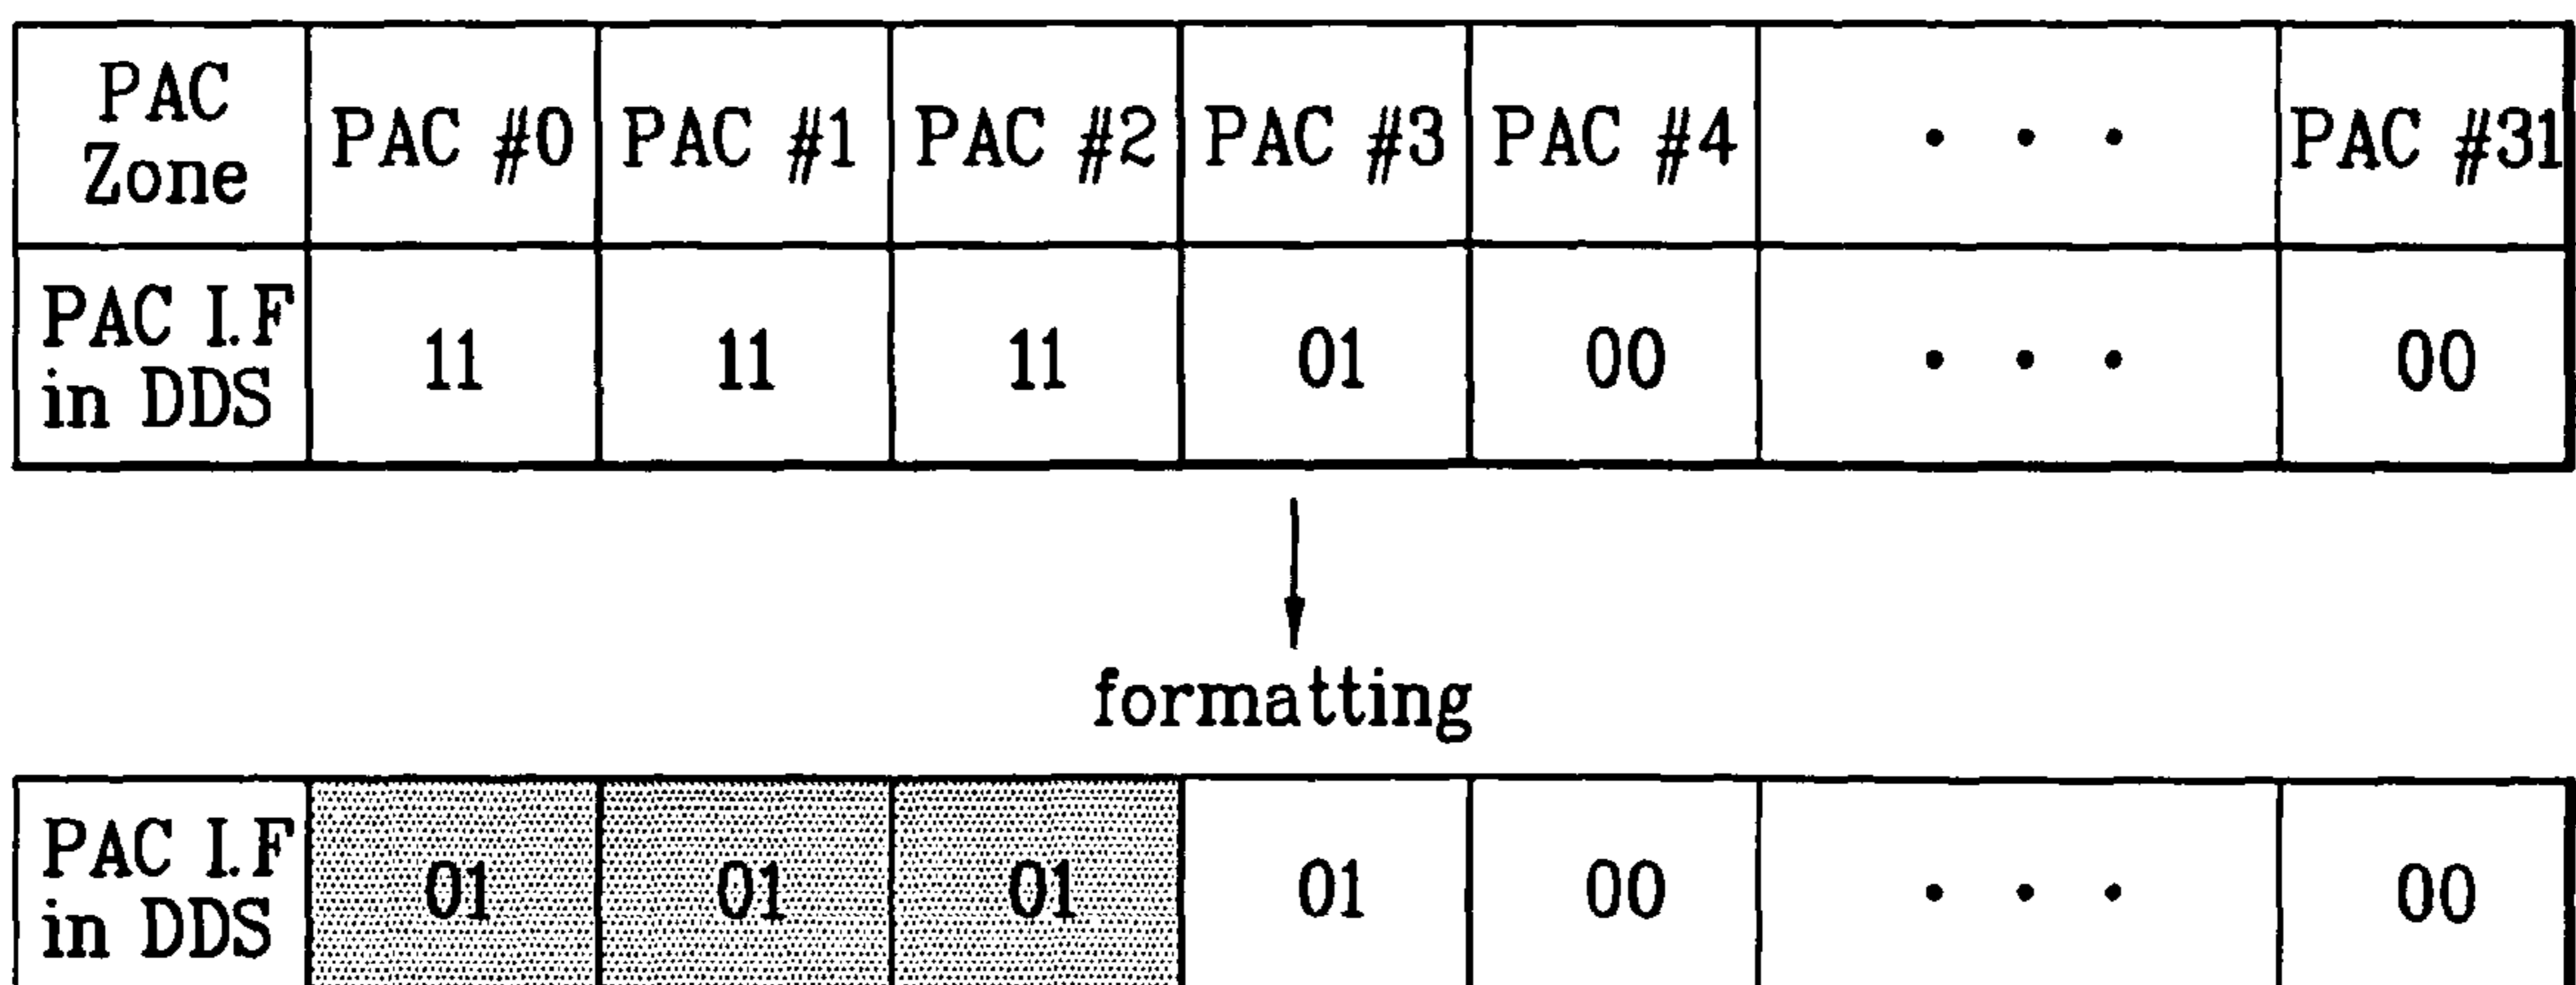 PAC Zone PAC #0 PAC #1 PAC #2 PAC #3 PAC #4 • • • PAC #31
PAC I.F in DDS 11 11 11 01 00 • • • 00
formatting
PAC I.F in DDS 01 01 01 01 00 • • • 00